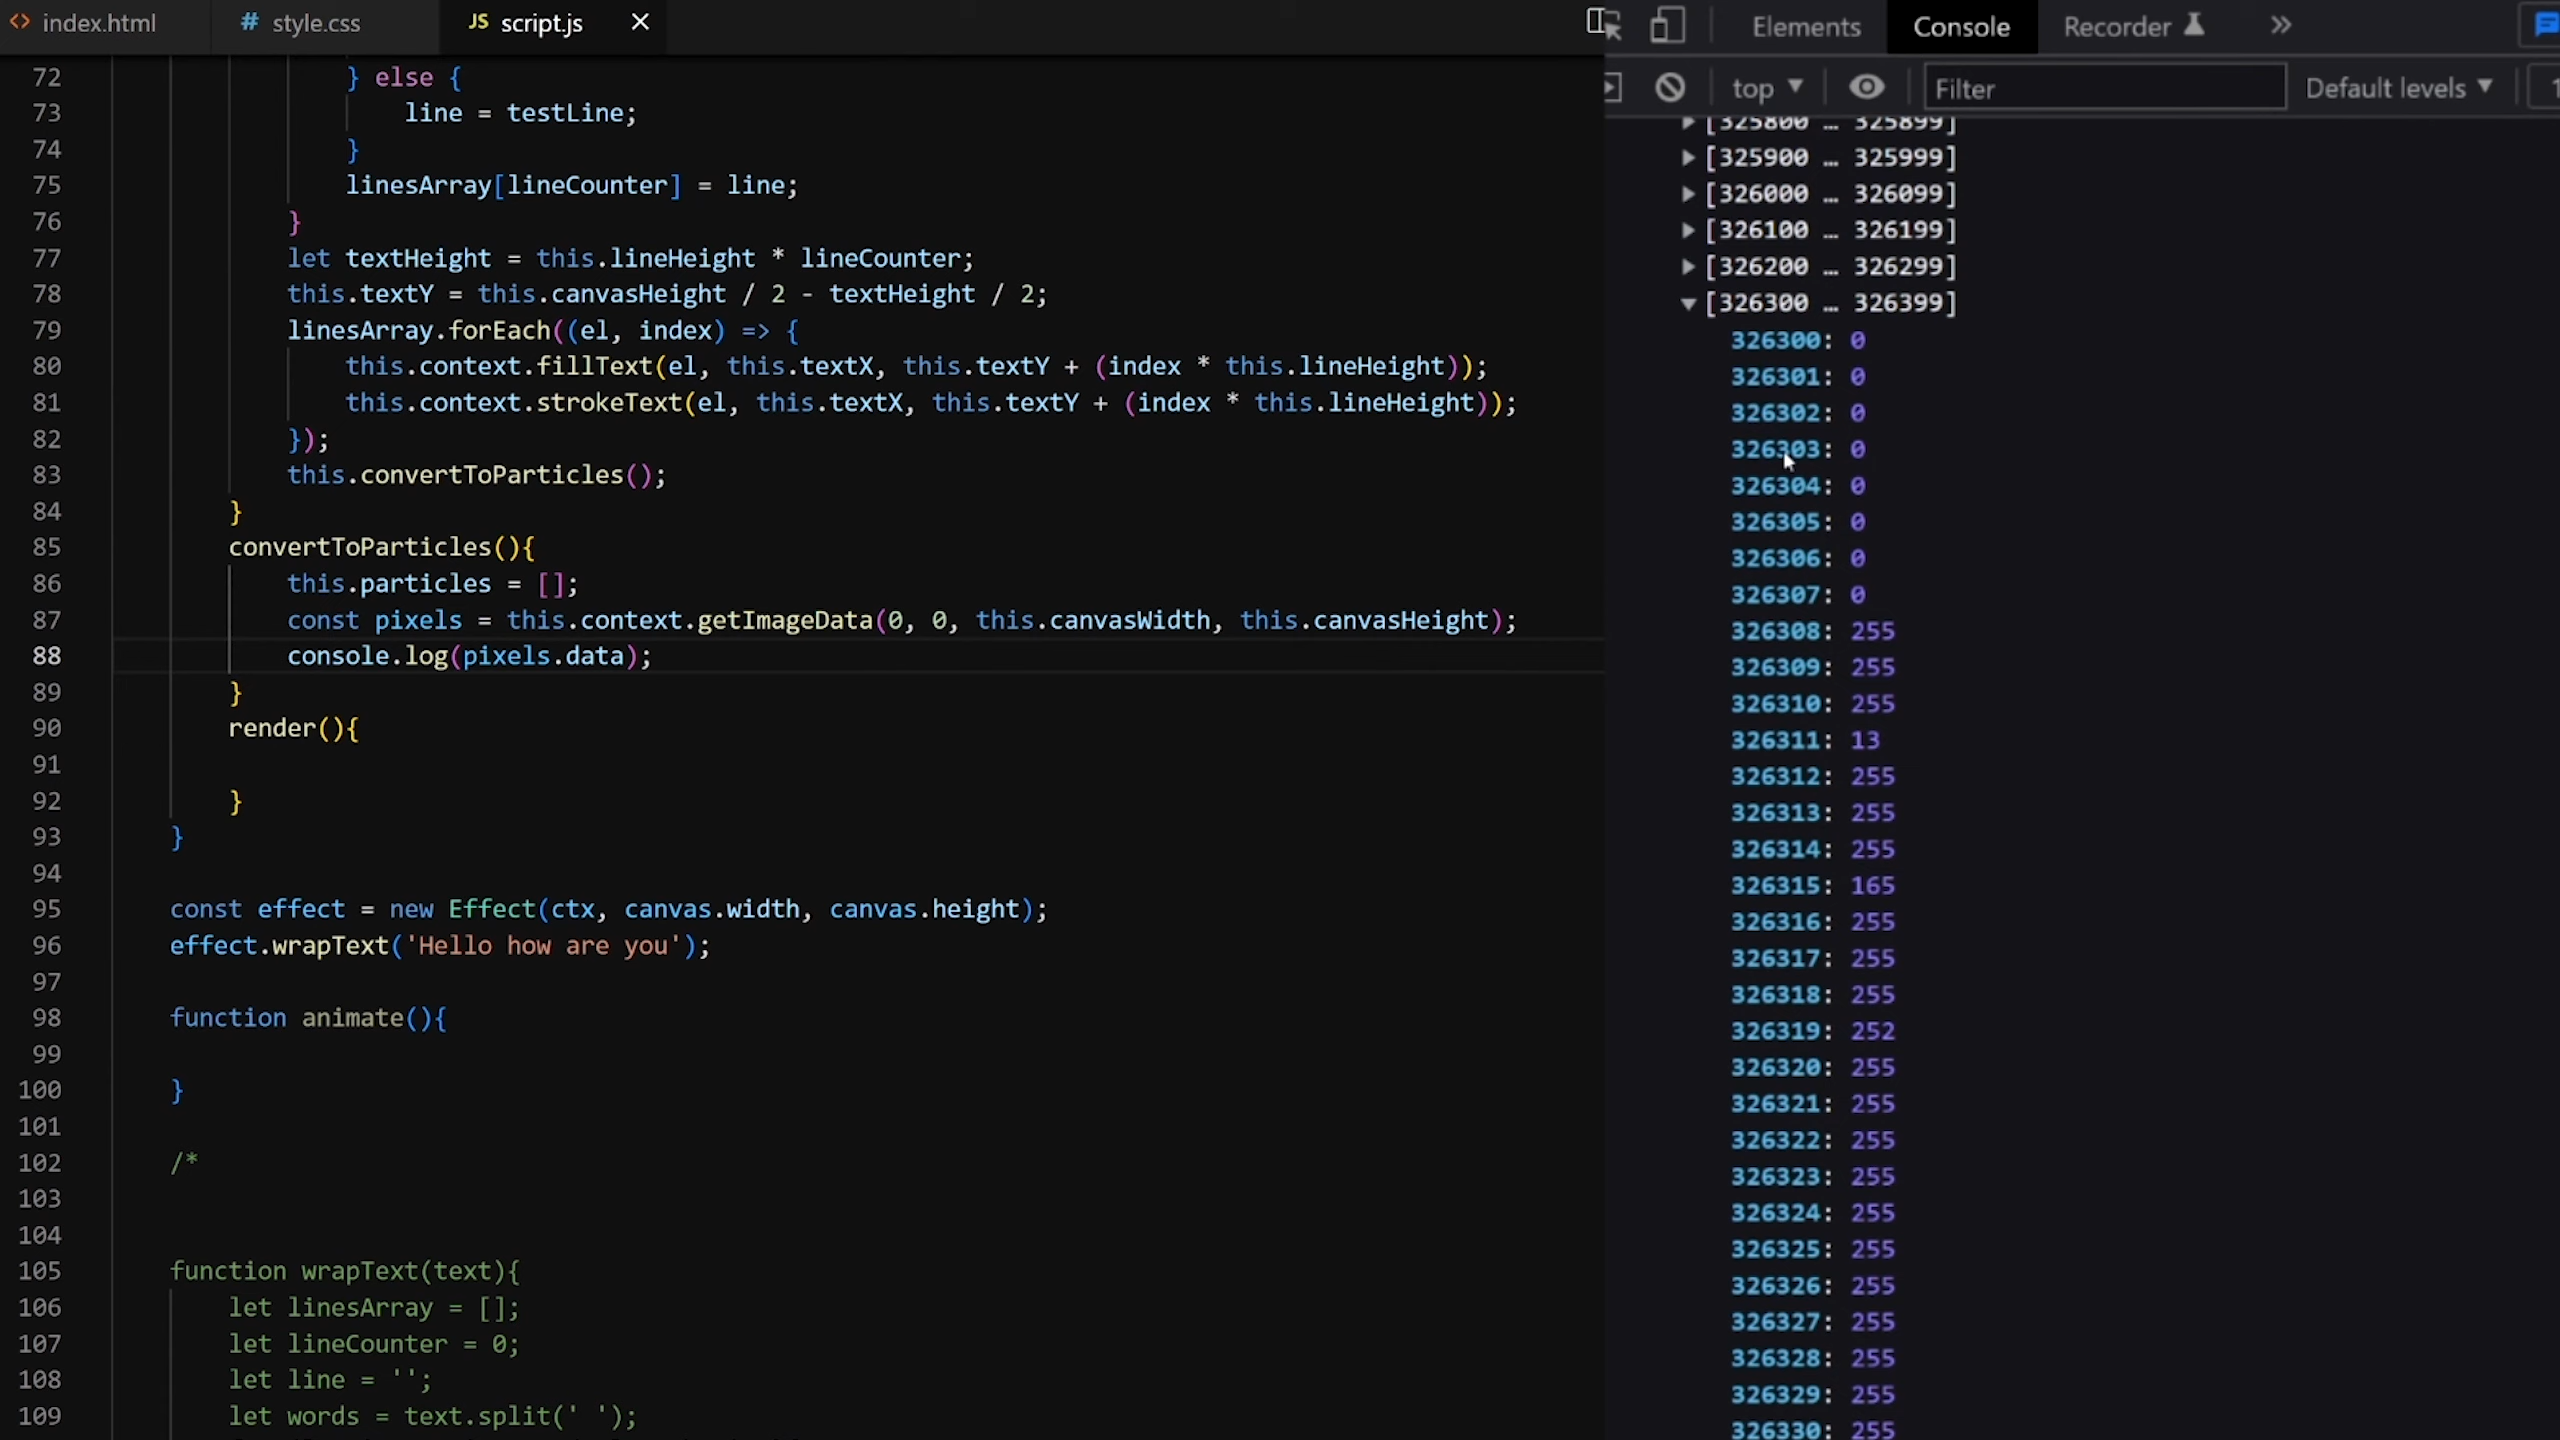 index.html
# style.css
JS script.js
72 } else {
73 line = testLine;
74 }
75 linesArray[lineCounter] = line;
76 }
77 let textHeight = this.lineHeight * lineCounter;
78 this.textY = this.canvasHeight / 2 - textHeight / 2;
79 linesArray.forEach((el, index) => {
80 this.context.fillText(el, this.textX, this.textY + (index * this.lineHeight));
81 this.context.strokeText(el, this.textX, this.textY + (index * this.lineHeight));
82 });
83 this.convertToParticles();
84 }
85 convertToParticles(){
86 this.particles = [];
87 const pixels = this.context.getImageData(0, 0, this.canvasWidth, this.canvasHeight);
88 console.log(pixels.data);
89 }
90 render(){
91
92 }
93 }
94
95 const effect = new Effect(ctx, canvas.width, canvas.height);
96 effect.wrapText('Hello how are you');
97
98 function animate(){
99
100 }
101
102 /*
103
104
105 function wrapText(text){
106 let linesArray = [];
107 let lineCounter = 0;
108 let line = '';
109 let words = text.split(' ');
Elements
Console
Recorder
top
Filter
Default levels
[325800 … 325899]
[325900 … 325999]
[326000 … 326099]
[326100 … 326199]
[326200 … 326299]
[326300 … 326399]
326300: 0
326301: 0
326302: 0
326303: 0
326304: 0
326305: 0
326306: 0
326307: 0
326308: 255
326309: 255
326310: 255
326311: 13
326312: 255
326313: 255
326314: 255
326315: 165
326316: 255
326317: 255
326318: 255
326319: 252
326320: 255
326321: 255
326322: 255
326323: 255
326324: 255
326325: 255
326326: 255
326327: 255
326328: 255
326329: 255
326330: 255